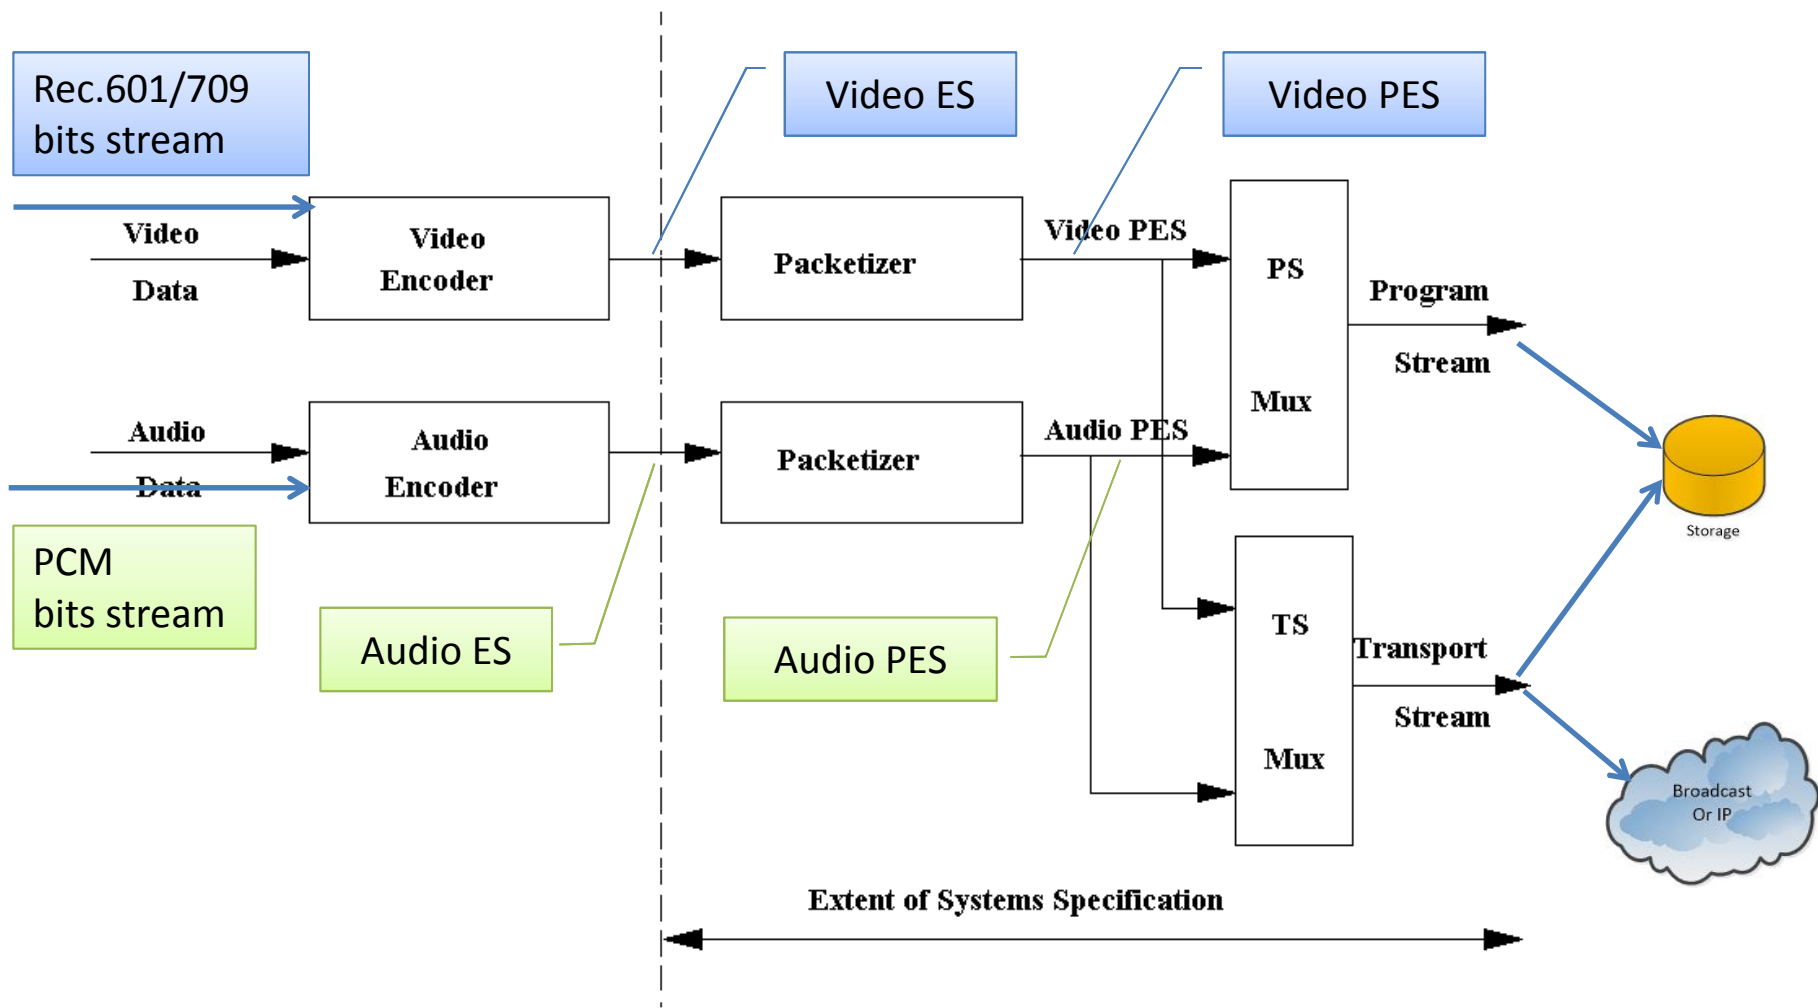 Rec.601/709
bits stream
Video ES
Video PES
Video
Data
Video
Encoder
Packetizer
Video PES
PS
Mux
Program
Stream
Audio
Data
Audio
Encoder
Packetizer
Audio PES
Storage
PCM
bits stream
Audio ES
Audio PES
TS
Mux
Transport
Stream
Broadcast
Or IP
Extent of Systems Specification